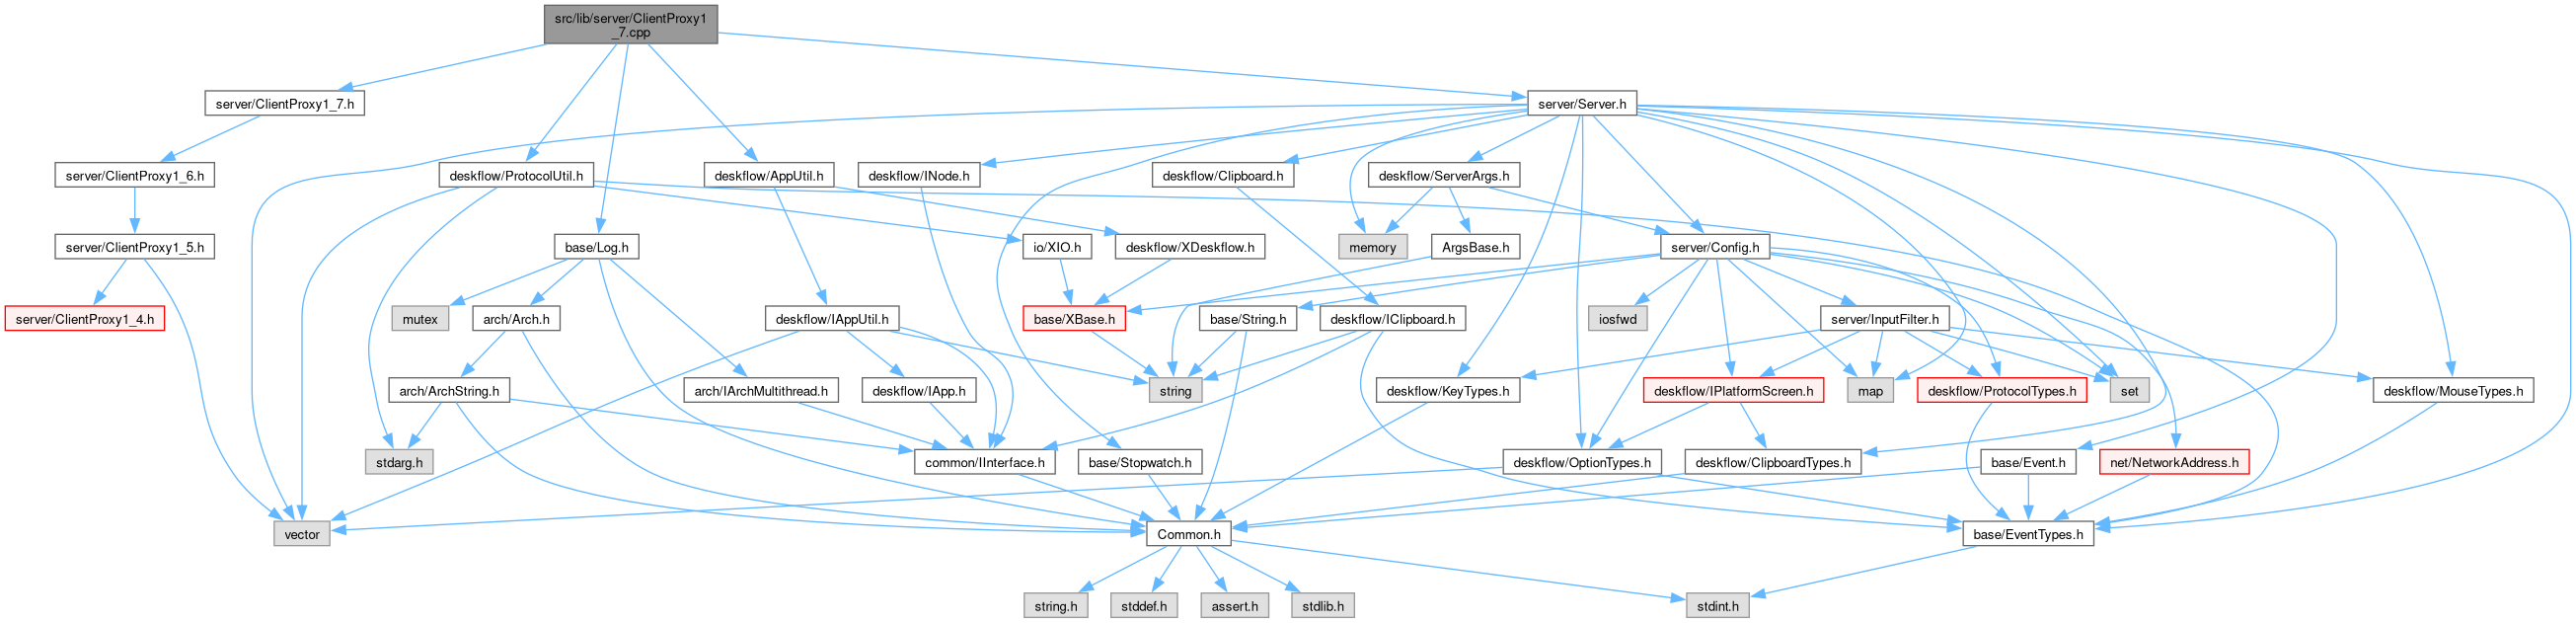 src/lib/server/ClientProxy1
_7.cpp
server/ClientProxy1_7.h
server/Server.h
server/ClientProxy1_6.h
deskflow/ProtocolUtil.h
deskflow/AppUtil.h
deskflow/INode.h
deskflow/Clipboard.h
deskflow/ServerArgs.h
server/ClientProxy1_5.h
base/Log.h
io/XIO.h
deskflow/XDeskflow.h
memory
ArgsBase.h
server/Config.h
server/ClientProxy1_4.h
mutex
arch/Arch.h
deskflow/IAppUtil.h
base/XBase.h
base/String.h
deskflow/IClipboard.h
iosfwd
server/InputFilter.h
arch/ArchString.h
arch/IArchMultithread.h
deskflow/IApp.h
string
deskflow/KeyTypes.h
deskflow/IPlatformScreen.h
map
deskflow/ProtocolTypes.h
set
deskflow/MouseTypes.h
stdarg.h
common/IInterface.h
base/Stopwatch.h
deskflow/OptionTypes.h
deskflow/ClipboardTypes.h
base/Event.h
net/NetworkAddress.h
vector
Common.h
base/EventTypes.h
string.h
stddef.h
assert.h
stdlib.h
stdint.h